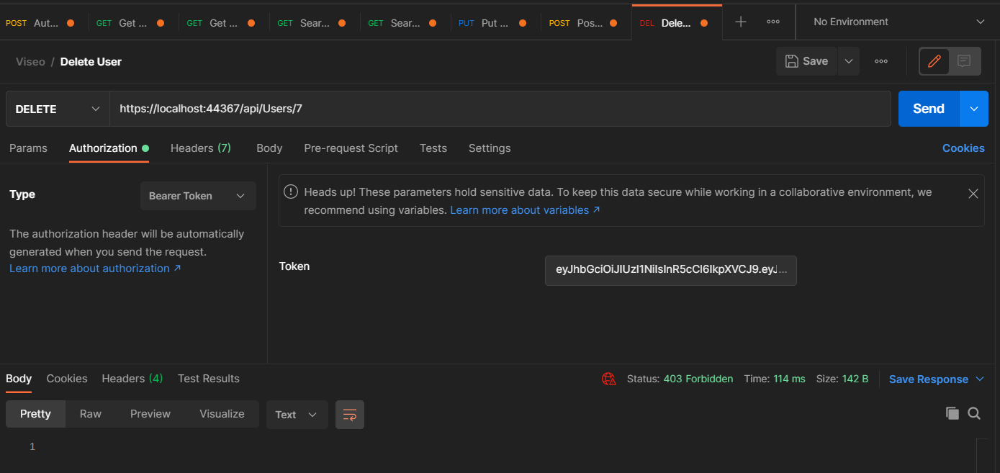 POST Aut... GET Get ... GET Get ... GET Sear... GET Sear... PUT Put ... POST Pos... DEL Dele... No Environment
Viseo / Delete User
Save
DELETE https://localhost:44367/api/Users/7 Send
Params Authorization Headers (7) Body Pre-request Script Tests Settings Cookies
Type Bearer Token
Heads up! These parameters hold sensitive data. To keep this data secure while working in a collaborative environment, we
recommend using variables. Learn more about variables ↗
The authorization header will be automatically
generated when you send the request.
Learn more about authorization ↗
Token eyJhbGciOiJIUzI1NiIsInR5cCI6IkpXVCJ9.eyJ...
Body Cookies Headers (4) Test Results Status: 403 Forbidden Time: 114 ms Size: 142 B Save Response
Pretty Raw Preview Visualize Text
1